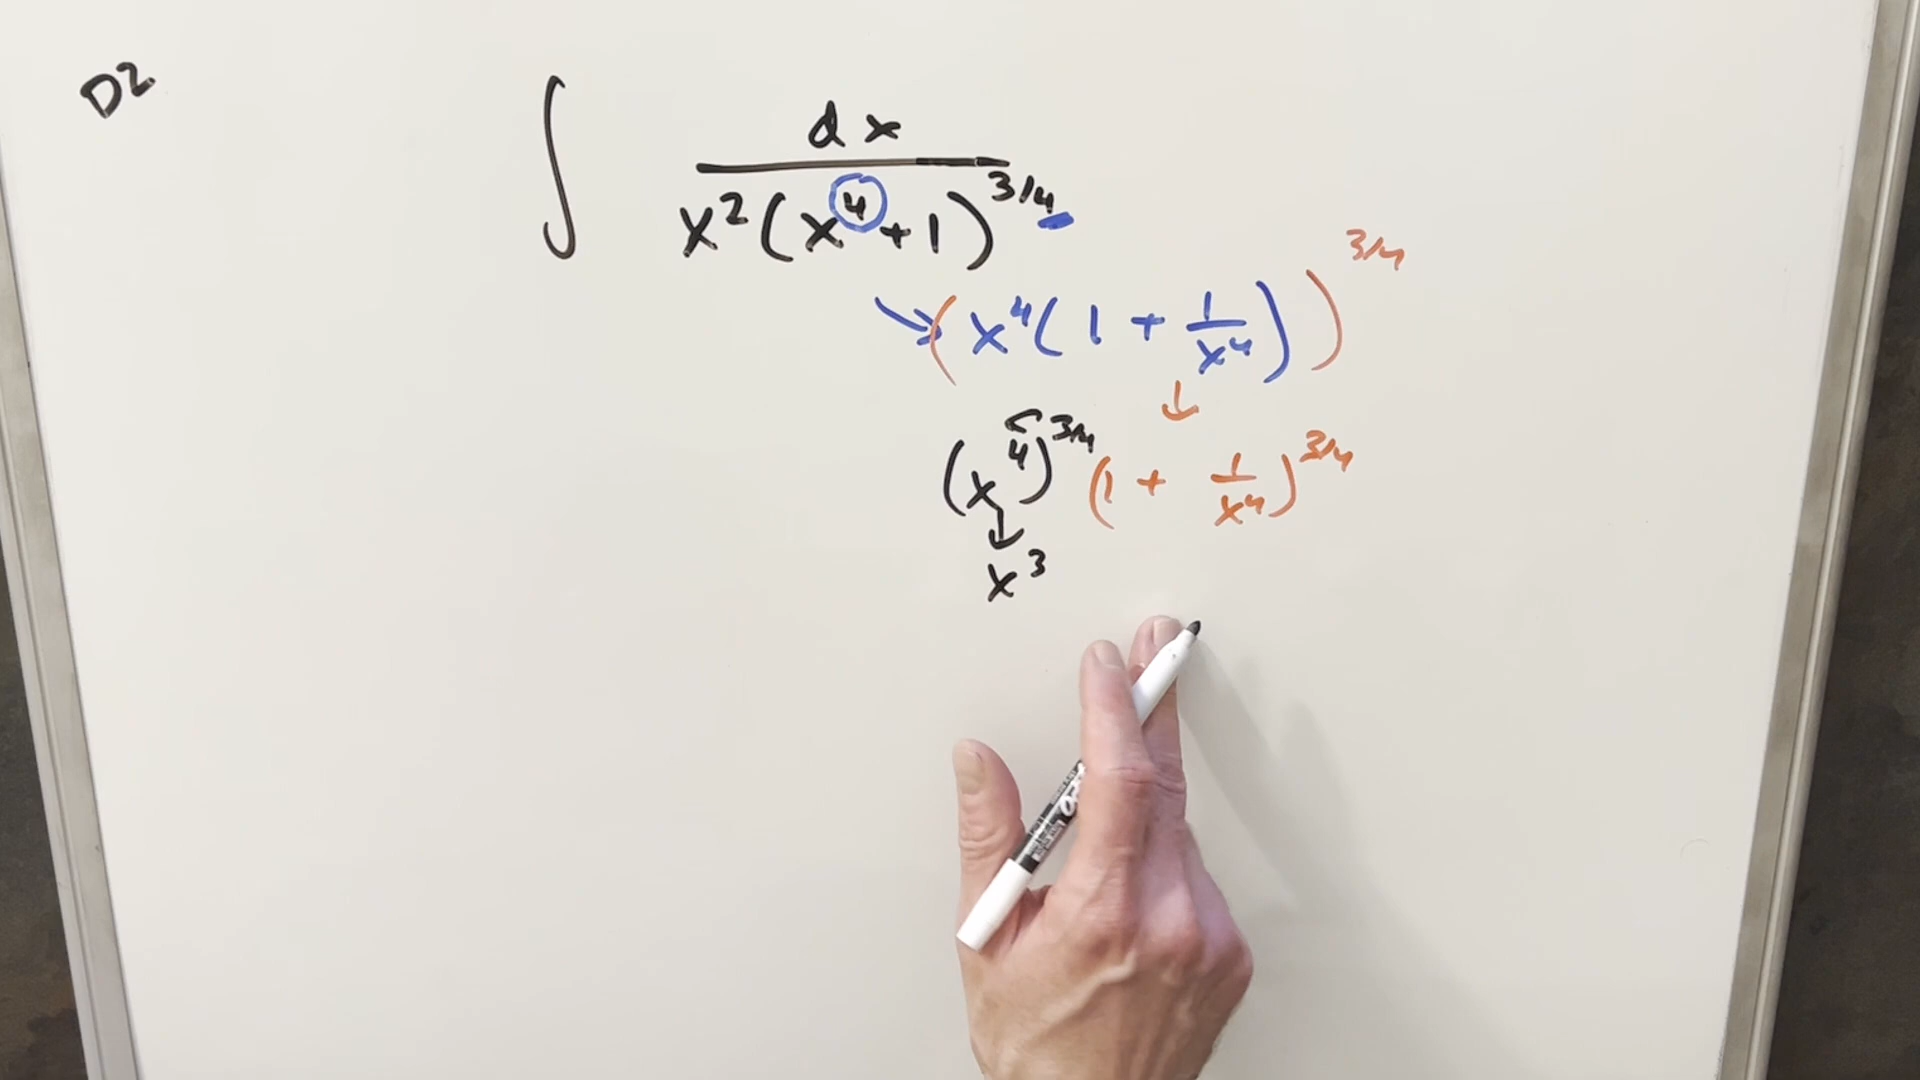 D2
∫ dx / x²(x⁴+1)^3/4
(x⁴(1 + 1/x⁴))^3/4
↓
(x⁴)^3/4 (1 + 1/x⁴)^3/4
↓
x³